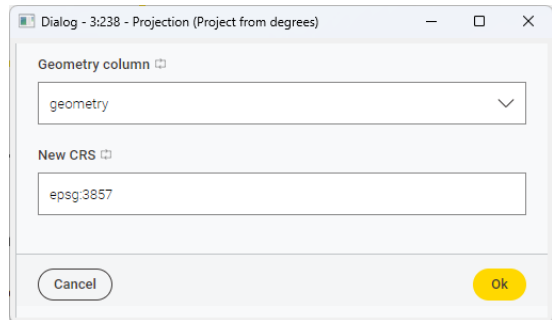 Dialog - 3:238 - Projection (Project from degrees)
Geometry column
geometry
New CRS
epsg:3857
Cancel
Ok